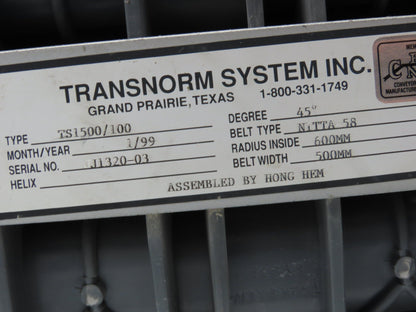 TRANSNORM SYSTEM INC.
GRAND PRAIRIE, TEXAS 1-800-331-1749
TYPE TS1500/100
MONTH/YEAR 1/99
SERIAL NO. J1320-03
HELIX
DEGREE 45°
BELT TYPE NITTA 58
RADIUS INSIDE 600MM
BELT WIDTH 500MM
ASSEMBLED BY HONG HEM